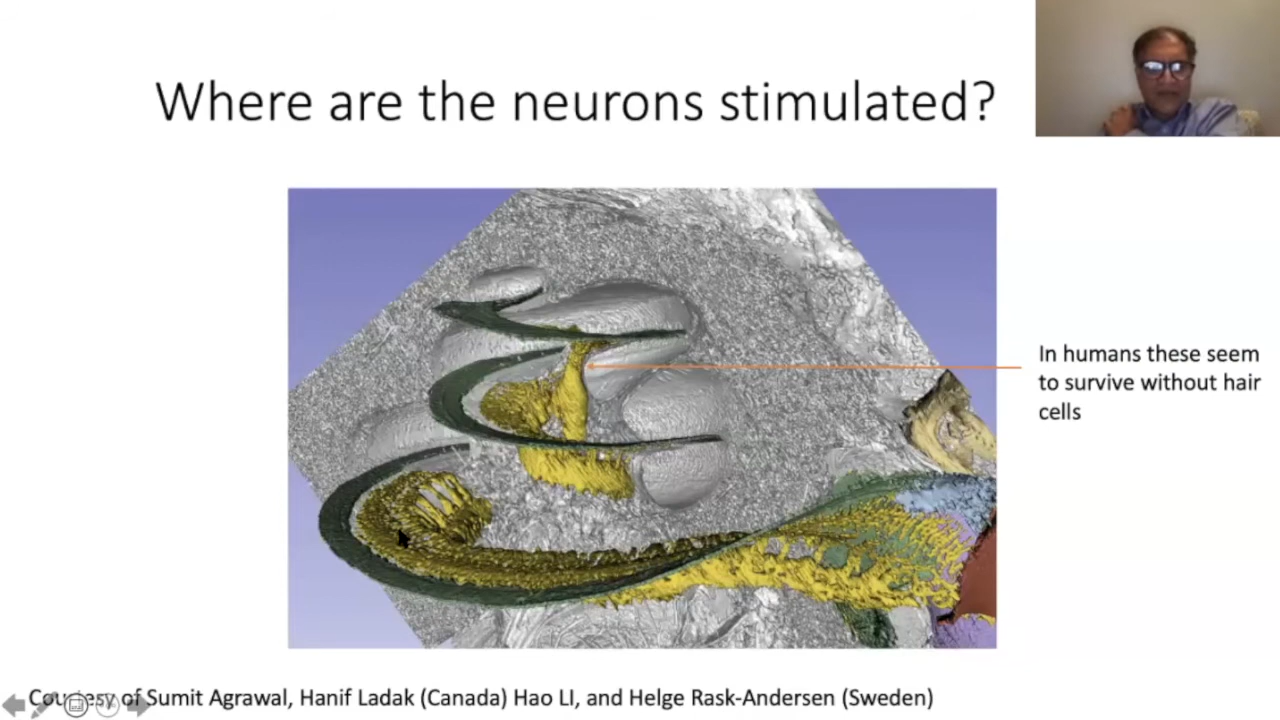 Where are the neurons stimulated?
In humans these seem
to survive without hair
cells
Courtesy of Sumit Agrawal, Hanif Ladak (Canada) Hao LI, and Helge Rask-Andersen (Sweden)